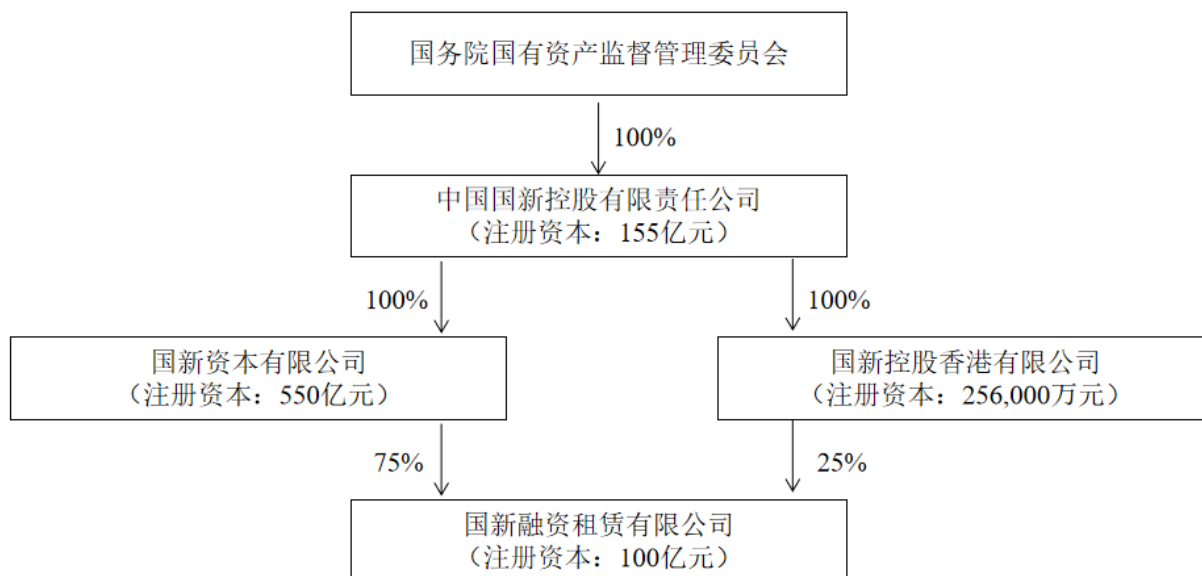 国务院国有资产监督管理委员会
100%
中国国新控股有限责任公司
（注册资本：155亿元）
100%
100%
国新资本有限公司
（注册资本：550亿元）
国新控股香港有限公司
（注册资本：256,000万元）
75%
25%
国新融资租赁有限公司
（注册资本：100亿元）